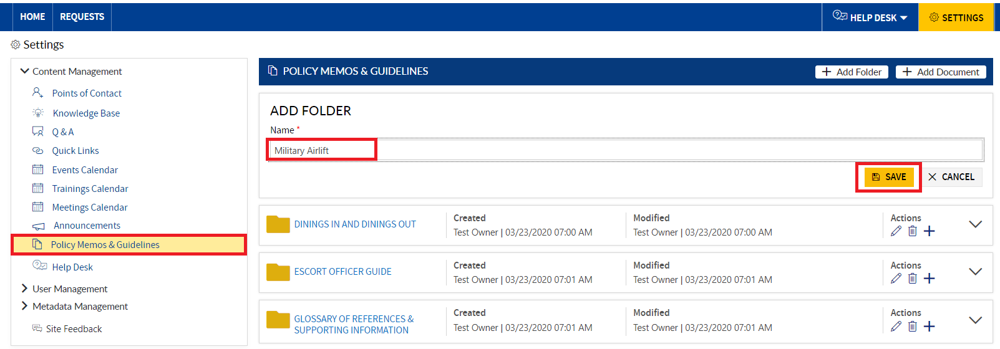 HOME REQUESTS HELP DESK SETTINGS
Settings
Content Management
Points of Contact
Knowledge Base
Q & A
Quick Links
Events Calendar
Trainings Calendar
Meetings Calendar
Announcements
Policy Memos & Guidelines
Help Desk
User Management
Metadata Management
Site Feedback
POLICY MEMOS & GUIDELINES + Add Folder + Add Document
ADD FOLDER
Name *
Military Airlift
SAVE CANCEL
DININGS IN AND DININGS OUT
Created
Test Owner | 03/23/2020 07:00 AM
Modified
Test Owner | 03/23/2020 07:00 AM
Actions
ESCORT OFFICER GUIDE
Created
Test Owner | 03/23/2020 07:01 AM
Modified
Test Owner | 03/23/2020 07:01 AM
Actions
GLOSSARY OF REFERENCES &
SUPPORTING INFORMATION
Created
Test Owner | 03/23/2020 07:01 AM
Modified
Test Owner | 03/23/2020 07:01 AM
Actions